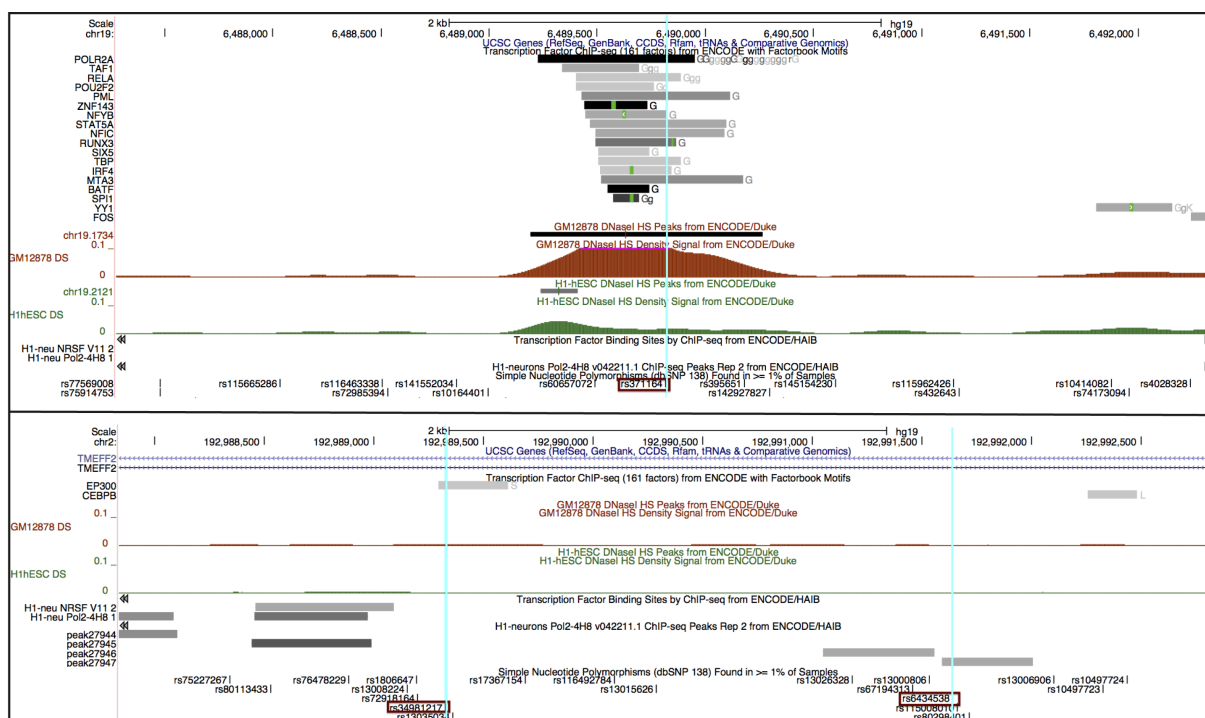 Scale 2 kb hg19
chr19: 6,488,000 6,488,500 6,489,000 6,489,500 6,490,000 6,490,500 6,491,000 6,491,500 6,492,000
UCSC Genes (RefSeq, GenBank, CCDS, Rfam, tRNAs & Comparative Genomics)
Transcription Factor ChIP-seq (161 factors) from ENCODE with Factorbook Motifs
POLR2A
TAF1 Ggg
RELA Ggg
POU2F2 Gg
PML G
ZNF143 G
NFYB G
STAT5A G
NFIC G
RUNX3 G
SIX5 G
TBP G
IRF4 G
MTA3 G
BATF G
SPI1 Gg
YY1 GgK
FOS
GM12878 DNaseI HS Peaks from ENCODE/Duke
chr19.1734
0.1 GM12878 DNaseI HS Density Signal from ENCODE/Duke
GM12878 DS
0
H1-hESC DNaseI HS Peaks from ENCODE/Duke
chr19.2121
0.1 H1-hESC DNaseI HS Density Signal from ENCODE/Duke
H1hESC DS
0
Transcription Factor Binding Sites by ChIP-seq from ENCODE/HAIB
H1-neu NRSF V11 2
H1-neu Pol2-4H8 1
H1-neurons Pol2-4H8 v042211.1 ChIP-seq Peaks Rep 2 from ENCODE/HAIB
Simple Nucleotide Polymorphisms (dbSNP 138) Found in >= 1% of Samples
rs77569008 rs115665286 rs116463338 rs141552034 rs60657072 rs371164 rs395651 rs145154230 rs115962426 rs10414082 rs4028328
rs75914753 rs72985394 rs10164401 rs142927827 rs432643 rs74173094
Scale 2 kb hg19
chr2: 192,988,500 192,989,000 192,989,500 192,990,000 192,990,500 192,991,000 192,991,500 192,992,000 192,992,500
UCSC Genes (RefSeq, GenBank, CCDS, Rfam, tRNAs & Comparative Genomics)
TMEFF2
TMEFF2
Transcription Factor ChIP-seq (161 factors) from ENCODE with Factorbook Motifs
EP300 S
CEBPB L
GM12878 DNaseI HS Peaks from ENCODE/Duke
0.1 GM12878 DNaseI HS Density Signal from ENCODE/Duke
GM12878 DS
0
H1-hESC DNaseI HS Peaks from ENCODE/Duke
0.1 H1-hESC DNaseI HS Density Signal from ENCODE/Duke
H1hESC DS
0
Transcription Factor Binding Sites by ChIP-seq from ENCODE/HAIB
H1-neu NRSF V11 2
H1-neu Pol2-4H8 1
H1-neurons Pol2-4H8 v042211.1 ChIP-seq Peaks Rep 2 from ENCODE/HAIB
peak27944
peak27945
peak27946
peak27947
Simple Nucleotide Polymorphisms (dbSNP 138) Found in >= 1% of Samples
rs75227267 rs76478229 rs1806647 rs17367154 rs116492784 rs13026328 rs13000806 rs13006906 rs10497724
rs80113433 rs13008224 rs13015626 rs67194313 rs10497723
rs72918164 rs6434538
rs34981217 rs115008010
rs1303503